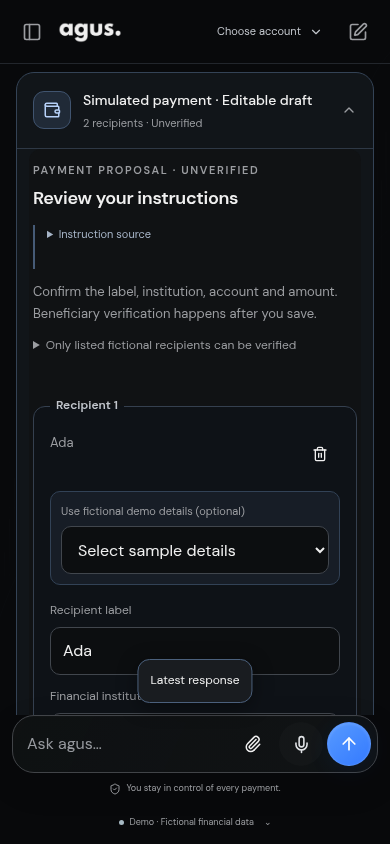 agus.
Choose account
Simulated payment · Editable draft
2 recipients · Unverified
PAYMENT PROPOSAL · UNVERIFIED
Review your instructions
Instruction source
Confirm the label, institution, account and amount.
Beneficiary verification happens after you save.
Only listed fictional recipients can be verified
Recipient 1
Ada
Use fictional demo details (optional)
Select sample details
Recipient label
Ada
Latest response
Financial
Ask agus...
You stay in control of every payment.
Demo · Fictional financial data